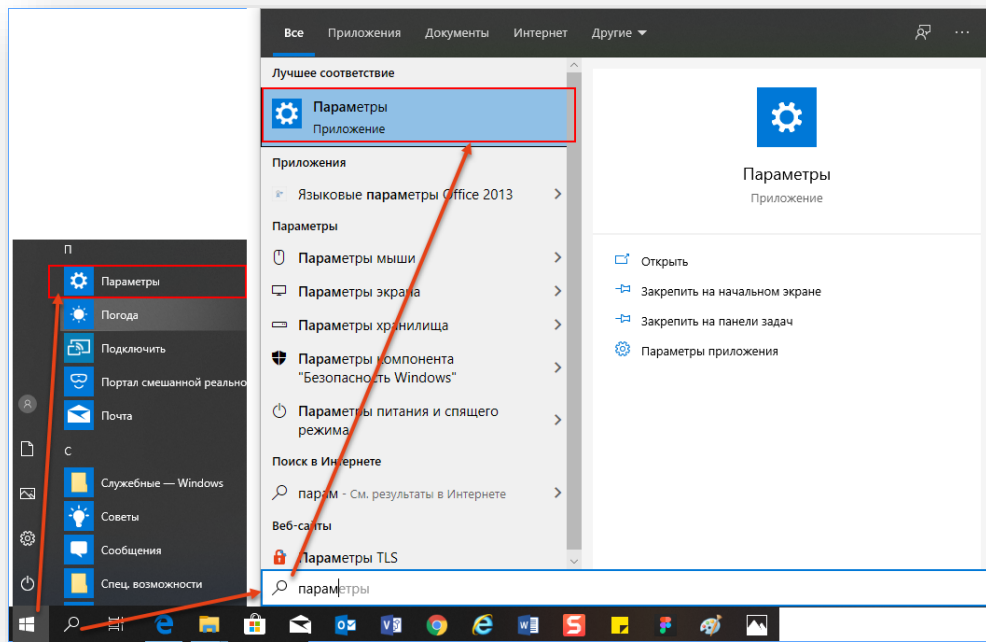 Все Приложения Документы Интернет Другие
Лучшее соответствие
Параметры
Приложение
Приложения
Языковые параметры Office 2013
Параметры
Параметры мыши
Параметры экрана
Параметры хранилища
Параметры компонента
"Безопасность Windows"
Параметры питания и спящего
режима
Поиск в Интернете
парам - См. результаты в Интернете
Веб-сайты
Параметры TLS
параметры
Параметры
Приложение
Открыть
Закрепить на начальном экране
Закрепить на панели задач
Параметры приложения
П
Параметры
Погода
Подключить
Портал смешанной реально
Почта
С
Служебные — Windows
Советы
Сообщения
Спец. возможности